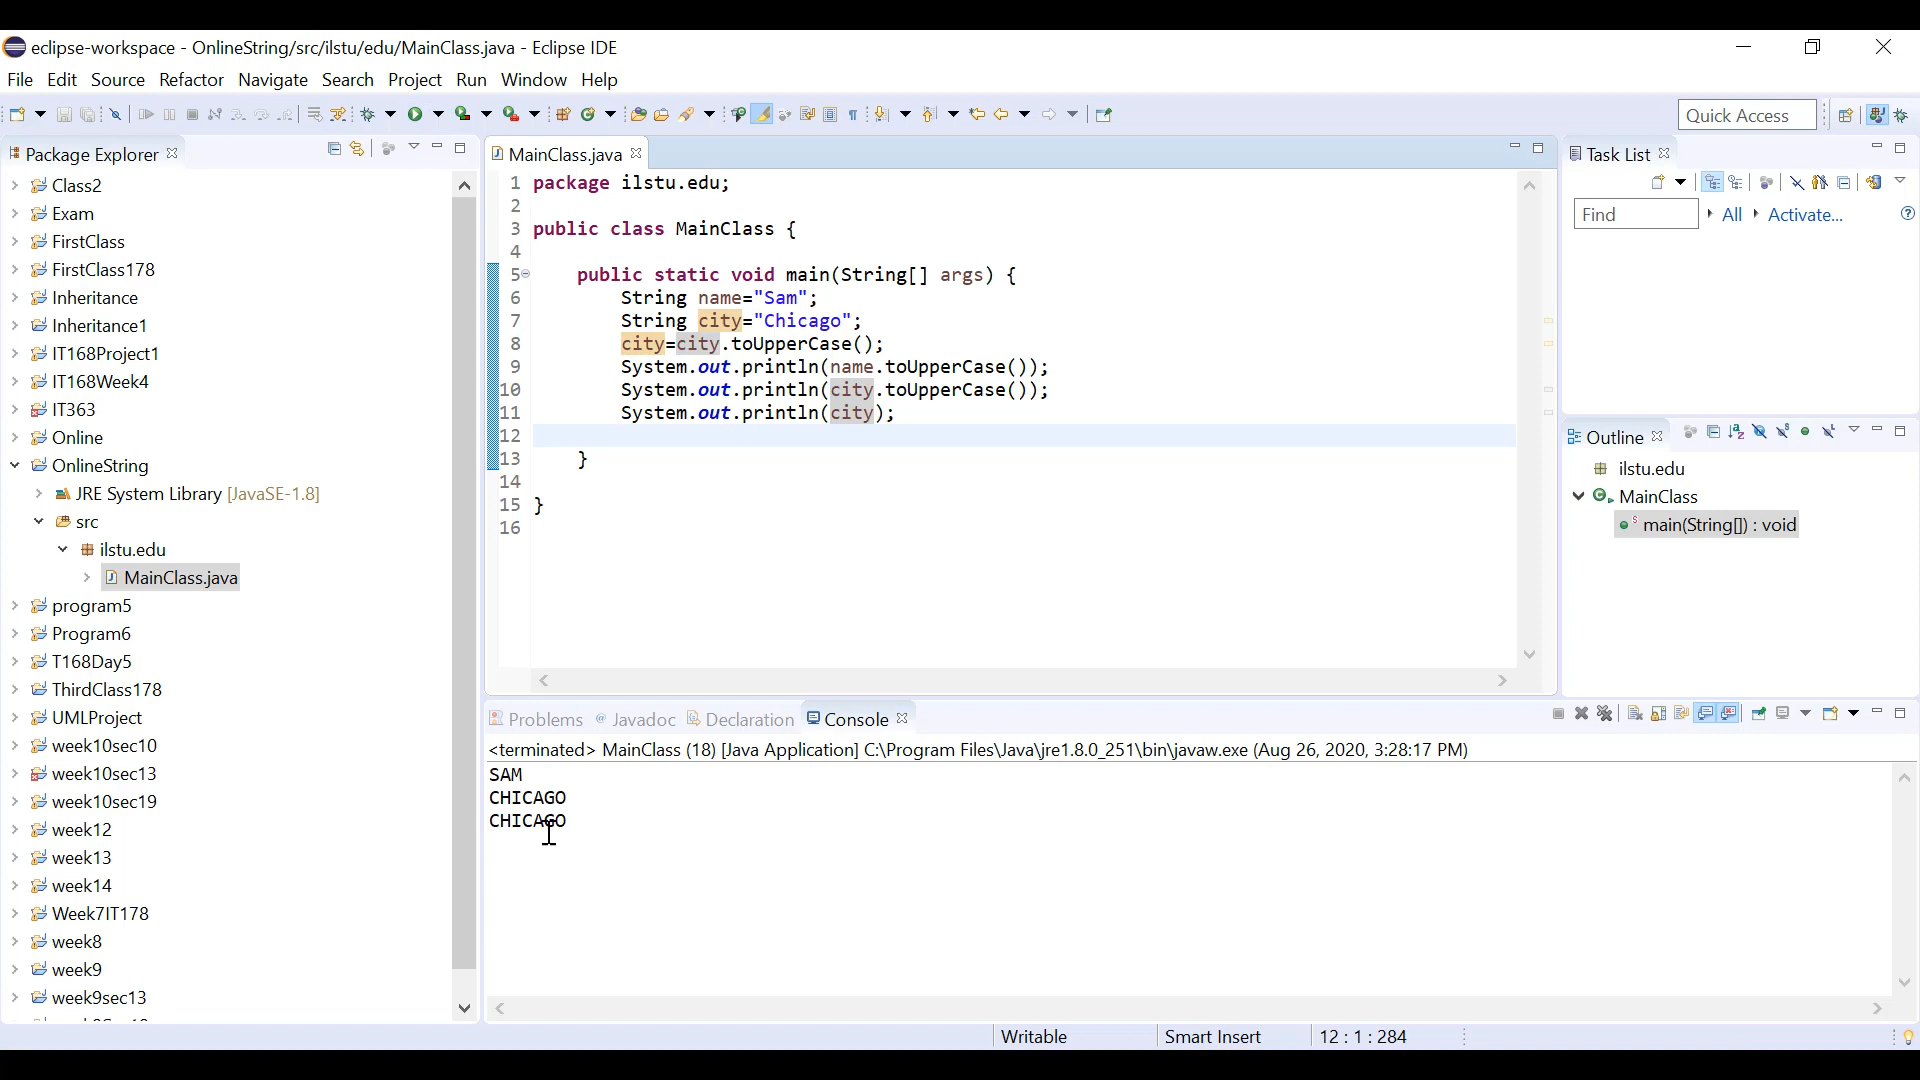 eclipse-workspace - OnlineString/src/ilstu/edu/MainClass.java - Eclipse IDE
File Edit Source Refactor Navigate Search Project Run Window Help
Quick Access
Package Explorer
Class2
Exam
FirstClass
FirstClass178
Inheritance
Inheritance1
IT168Project1
IT168Week4
IT363
Online
OnlineString
JRE System Library [JavaSE-1.8]
src
ilstu.edu
MainClass.java
program5
Program6
T168Day5
ThirdClass178
UMLProject
week10sec10
week10sec13
week10sec19
week12
week13
week14
Week7IT178
week8
week9
week9sec13
MainClass.java
1 package ilstu.edu;
2
3 public class MainClass {
4
5 public static void main(String[] args) {
6 String name="Sam";
7 String city="Chicago";
8 city=city.toUpperCase();
9 System.out.println(name.toUpperCase());
10 System.out.println(city.toUpperCase());
11 System.out.println(city);
12
13 }
14
15 }
16
Task List
Find All Activate...
Outline
ilstu.edu
MainClass
main(String[]) : void
Problems Javadoc Declaration Console
<terminated> MainClass (18) [Java Application] C:\Program Files\Java\jre1.8.0_251\bin\javaw.exe (Aug 26, 2020, 3:28:17 PM)
SAM
CHICAGO
CHICAGO
Writable Smart Insert 12 : 1 : 284